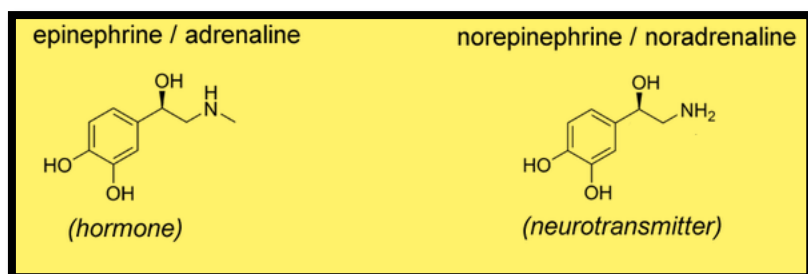 epinephrine / adrenaline
norepinephrine / noradrenaline
OH
H
N
HO
OH
(hormone)
OH
NH₂
HO
OH
(neurotransmitter)